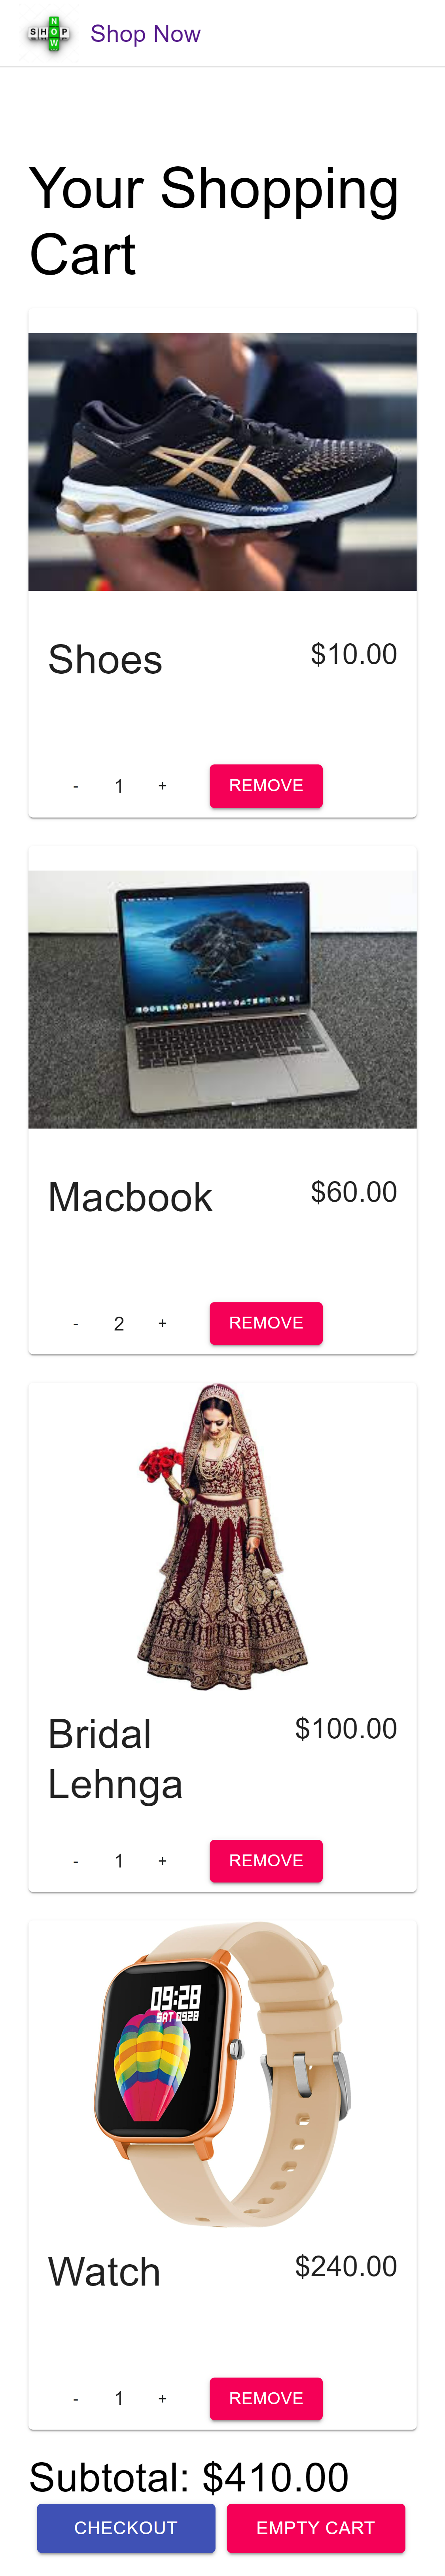 NOW
SHOP
Shop Now
Your Shopping
Cart
Shoes
$10.00
- 1 + REMOVE
Macbook
$60.00
- 2 + REMOVE
Bridal
Lehnga
$100.00
- 1 + REMOVE
09:28
SAT 0928
Watch
$240.00
- 1 + REMOVE
Subtotal: $410.00
CHECKOUT
EMPTY CART